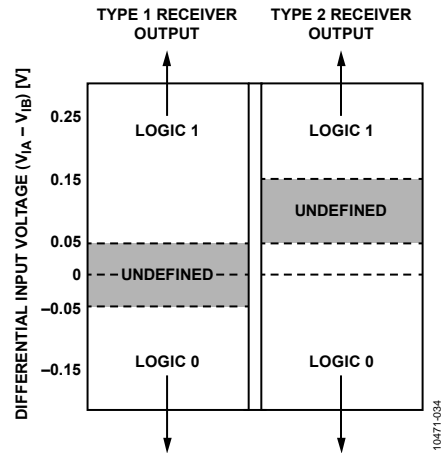 TYPE 1 RECEIVER
OUTPUT
TYPE 2 RECEIVER
OUTPUT
DIFFERENTIAL INPUT VOLTAGE (VIA – VIB) [V]
0.25
0.15
0.05
0
–0.05
–0.15
LOGIC 1
UNDEFINED
LOGIC 0
LOGIC 1
UNDEFINED
LOGIC 0
10471-034